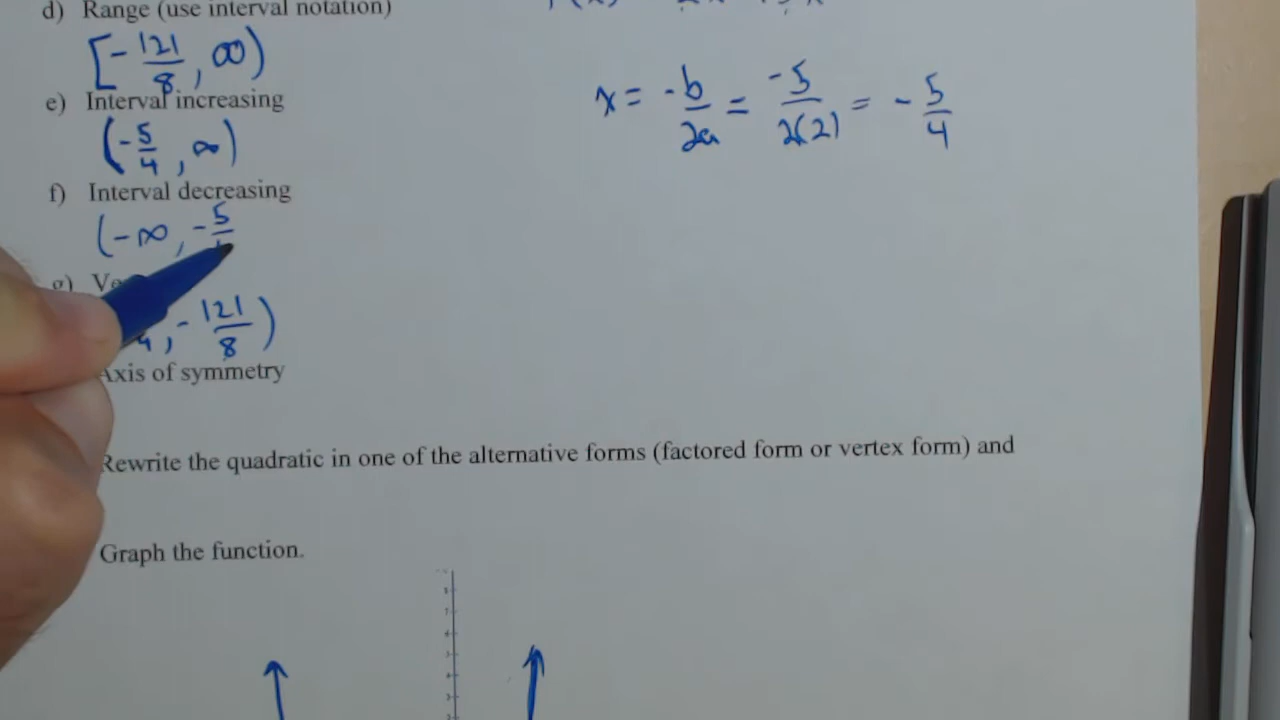 d) Range (use interval notation)
[-121/8, ∞)
e) Interval increasing
(-5/4, ∞)
x = -b/2a = -5/2(2) = -5/4
f) Interval decreasing
(-∞, -5
g)
4, -121/8)
Axis of symmetry
Rewrite the quadratic in one of the alternative forms (factored form or vertex form) and
Graph the function.